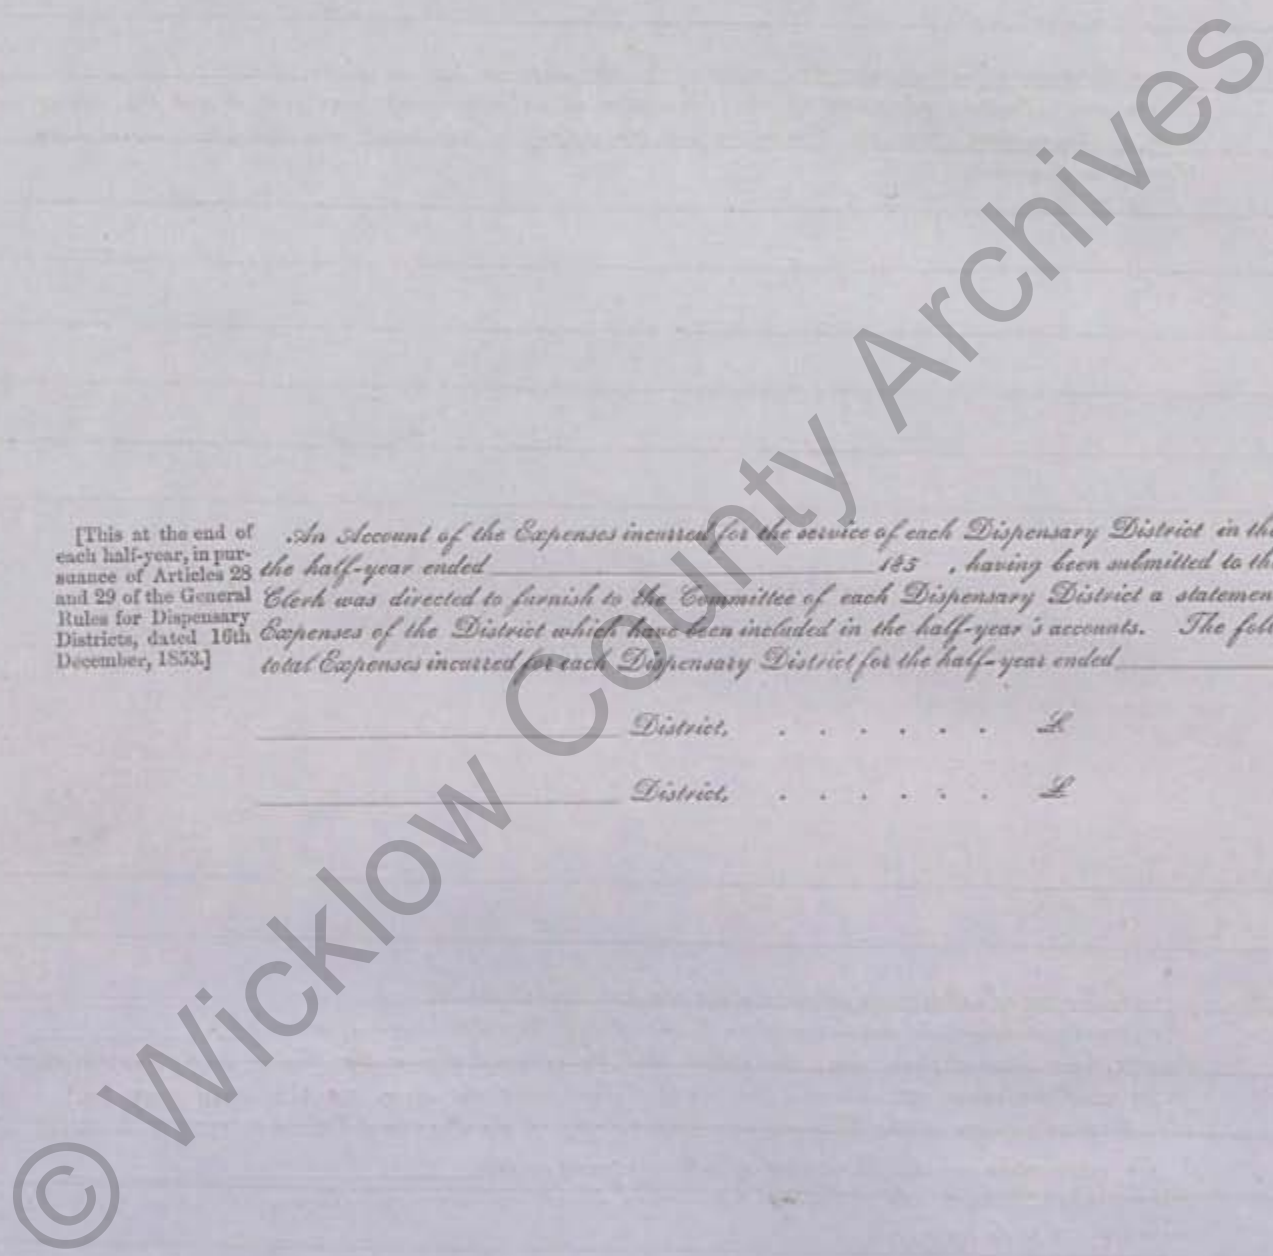 [This at the end of
each half-year, in pur-
suance of Articles 28
and 29 of the General
Rules for Dispensary
Districts, dated 16th
December, 1853.]
An Account of the Expenses incurred for the service of each Dispensary District in the
the half-year ended 185 , having been submitted to the
Clerk was directed to furnish to the Committee of each Dispensary District a statemen
Expenses of the District which have been included in the half-year's accounts. The foll
total Expenses incurred for each Dispensary District for the half-year ended
District, . . . . . . £
District, . . . . . . £
© Wicklow County Archives